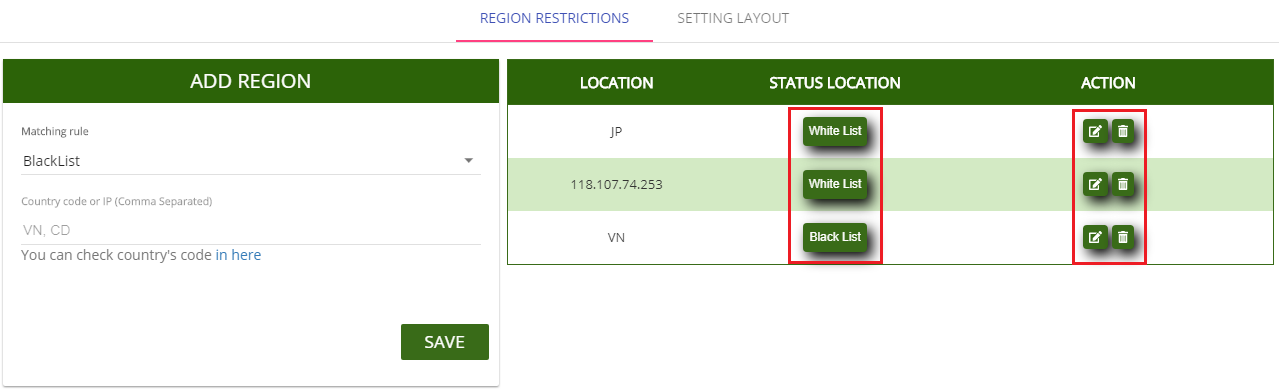 REGION RESTRICTIONS SETTING LAYOUT
ADD REGION
Matching rule
BlackList
Country code or IP (Comma Separated)
VN, CD
You can check country's code in here
SAVE
LOCATION STATUS LOCATION ACTION
JP White List
118.107.74.253 White List
VN Black List